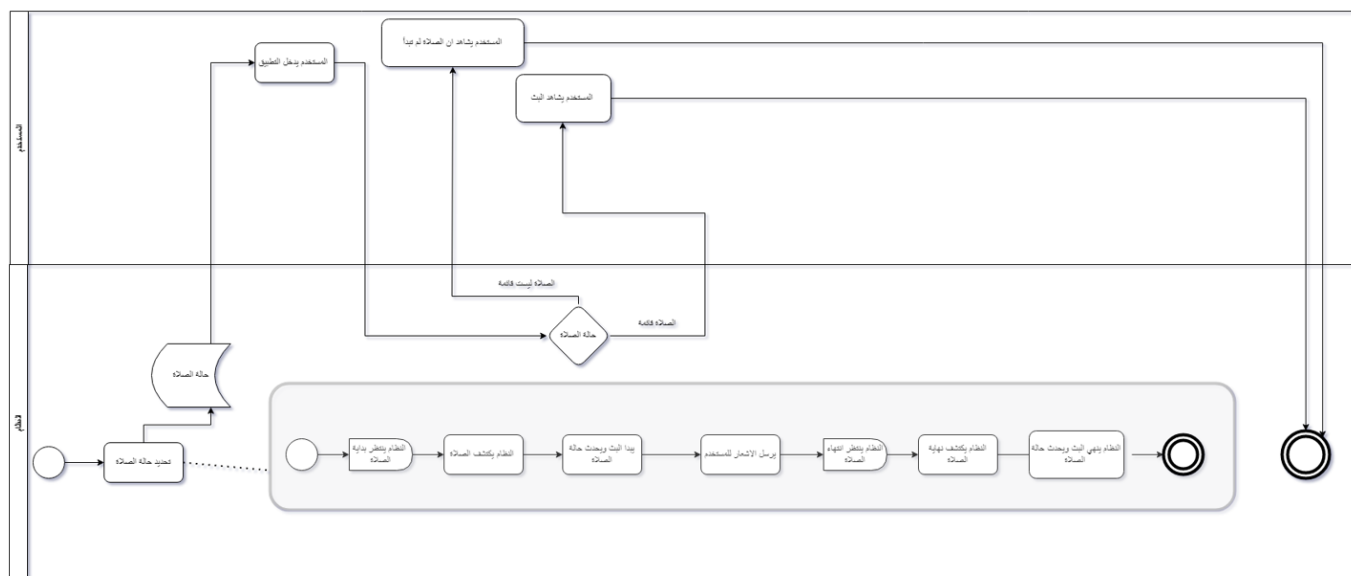 المستخدم
المستخدم يدخل التطبيق
المستخدم يشاهد ان الصلاة لم تبدأ
المستخدم يشاهد البث
الصلاة ليست قائمة
الصلاة قائمة
حالة الصلاة
حالة الصلاة
تحديد حالة الصلاة
النظام ينتظر بداية
الصلاة
النظام يكتشف الصلاة
يبدا البث ويحدث حالة
الصلاة
يرسل الاشعار للمستخدم
النظام ينتظر انتهاء
الصلاة
النظام يكتشف نهاية
الصلاة
النظام ينهي البث ويحدث حالة
الصلاة